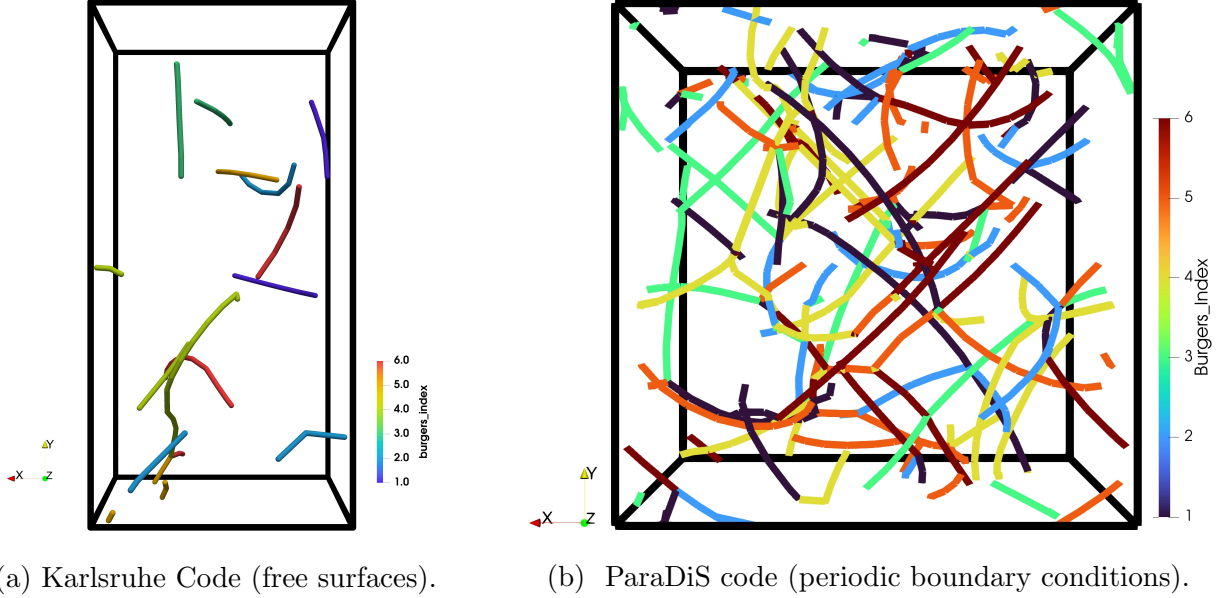 6.0
5.0
4.0
3.0
2.0
1.0
burgers_index
Y
X
Z
6
5
4
3
2
1
Burgers_Index
Y
X
Z
a) Karlsruhe Code (free surfaces).
(b) ParaDiS code (periodic boundary conditions).